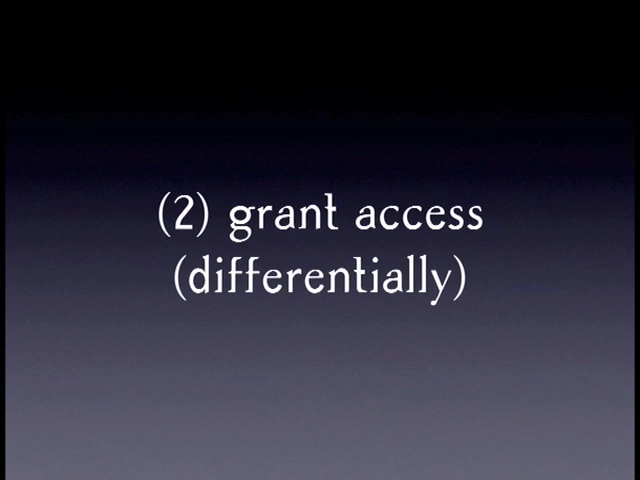 (2) grant access
(differentially)